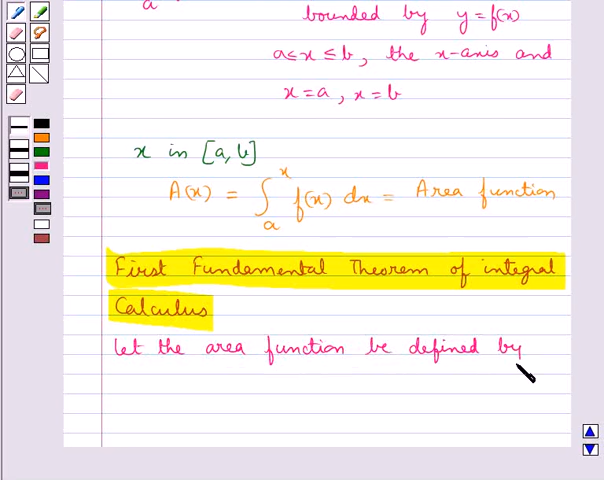 a
bounded by y = f(x)
a ≤ x ≤ b, the x-axis and
x = a, x = b
x in [a, b]
A(x) = ∫ₐˣ f(x) dx = Area function
First Fundamental Theorem of integral
Calculus
Let the area function be defined by